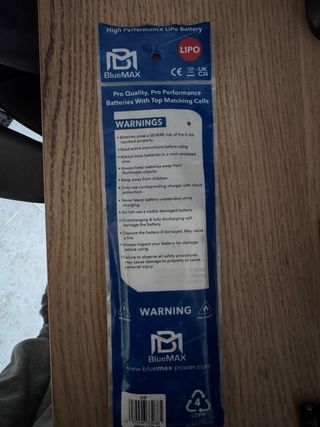 High Performance LiPo Battery
BM
BlueMAX
LIPO
CE UK
CA
Pro Quality, Pro Performance
Batteries With Top Matching Cells
WARNINGS
• Batteries pose a SEVERE risk of fire if not
handled properly.
• Read entire instructions before using.
• Always keep batteries in a cool ventilated
area.
• Always keep batteries away from
flammable objects.
• Keep away from children.
• Only use corresponding charger with circuit
protection.
• Never leave battery unattended while
charging.
• Do not use a visibly damaged battery.
• Overcharging & fully discharging will
damage the battery.
• Dispose the battery if damaged. May cause
a fire.
• Always inspect your battery for damage
before using.
• Failure to observe all safety procedures
may cause damage to property or cause
personal injury.
WARNING
BM
BlueMAX
www.bluemax-power.com
4
LDPE